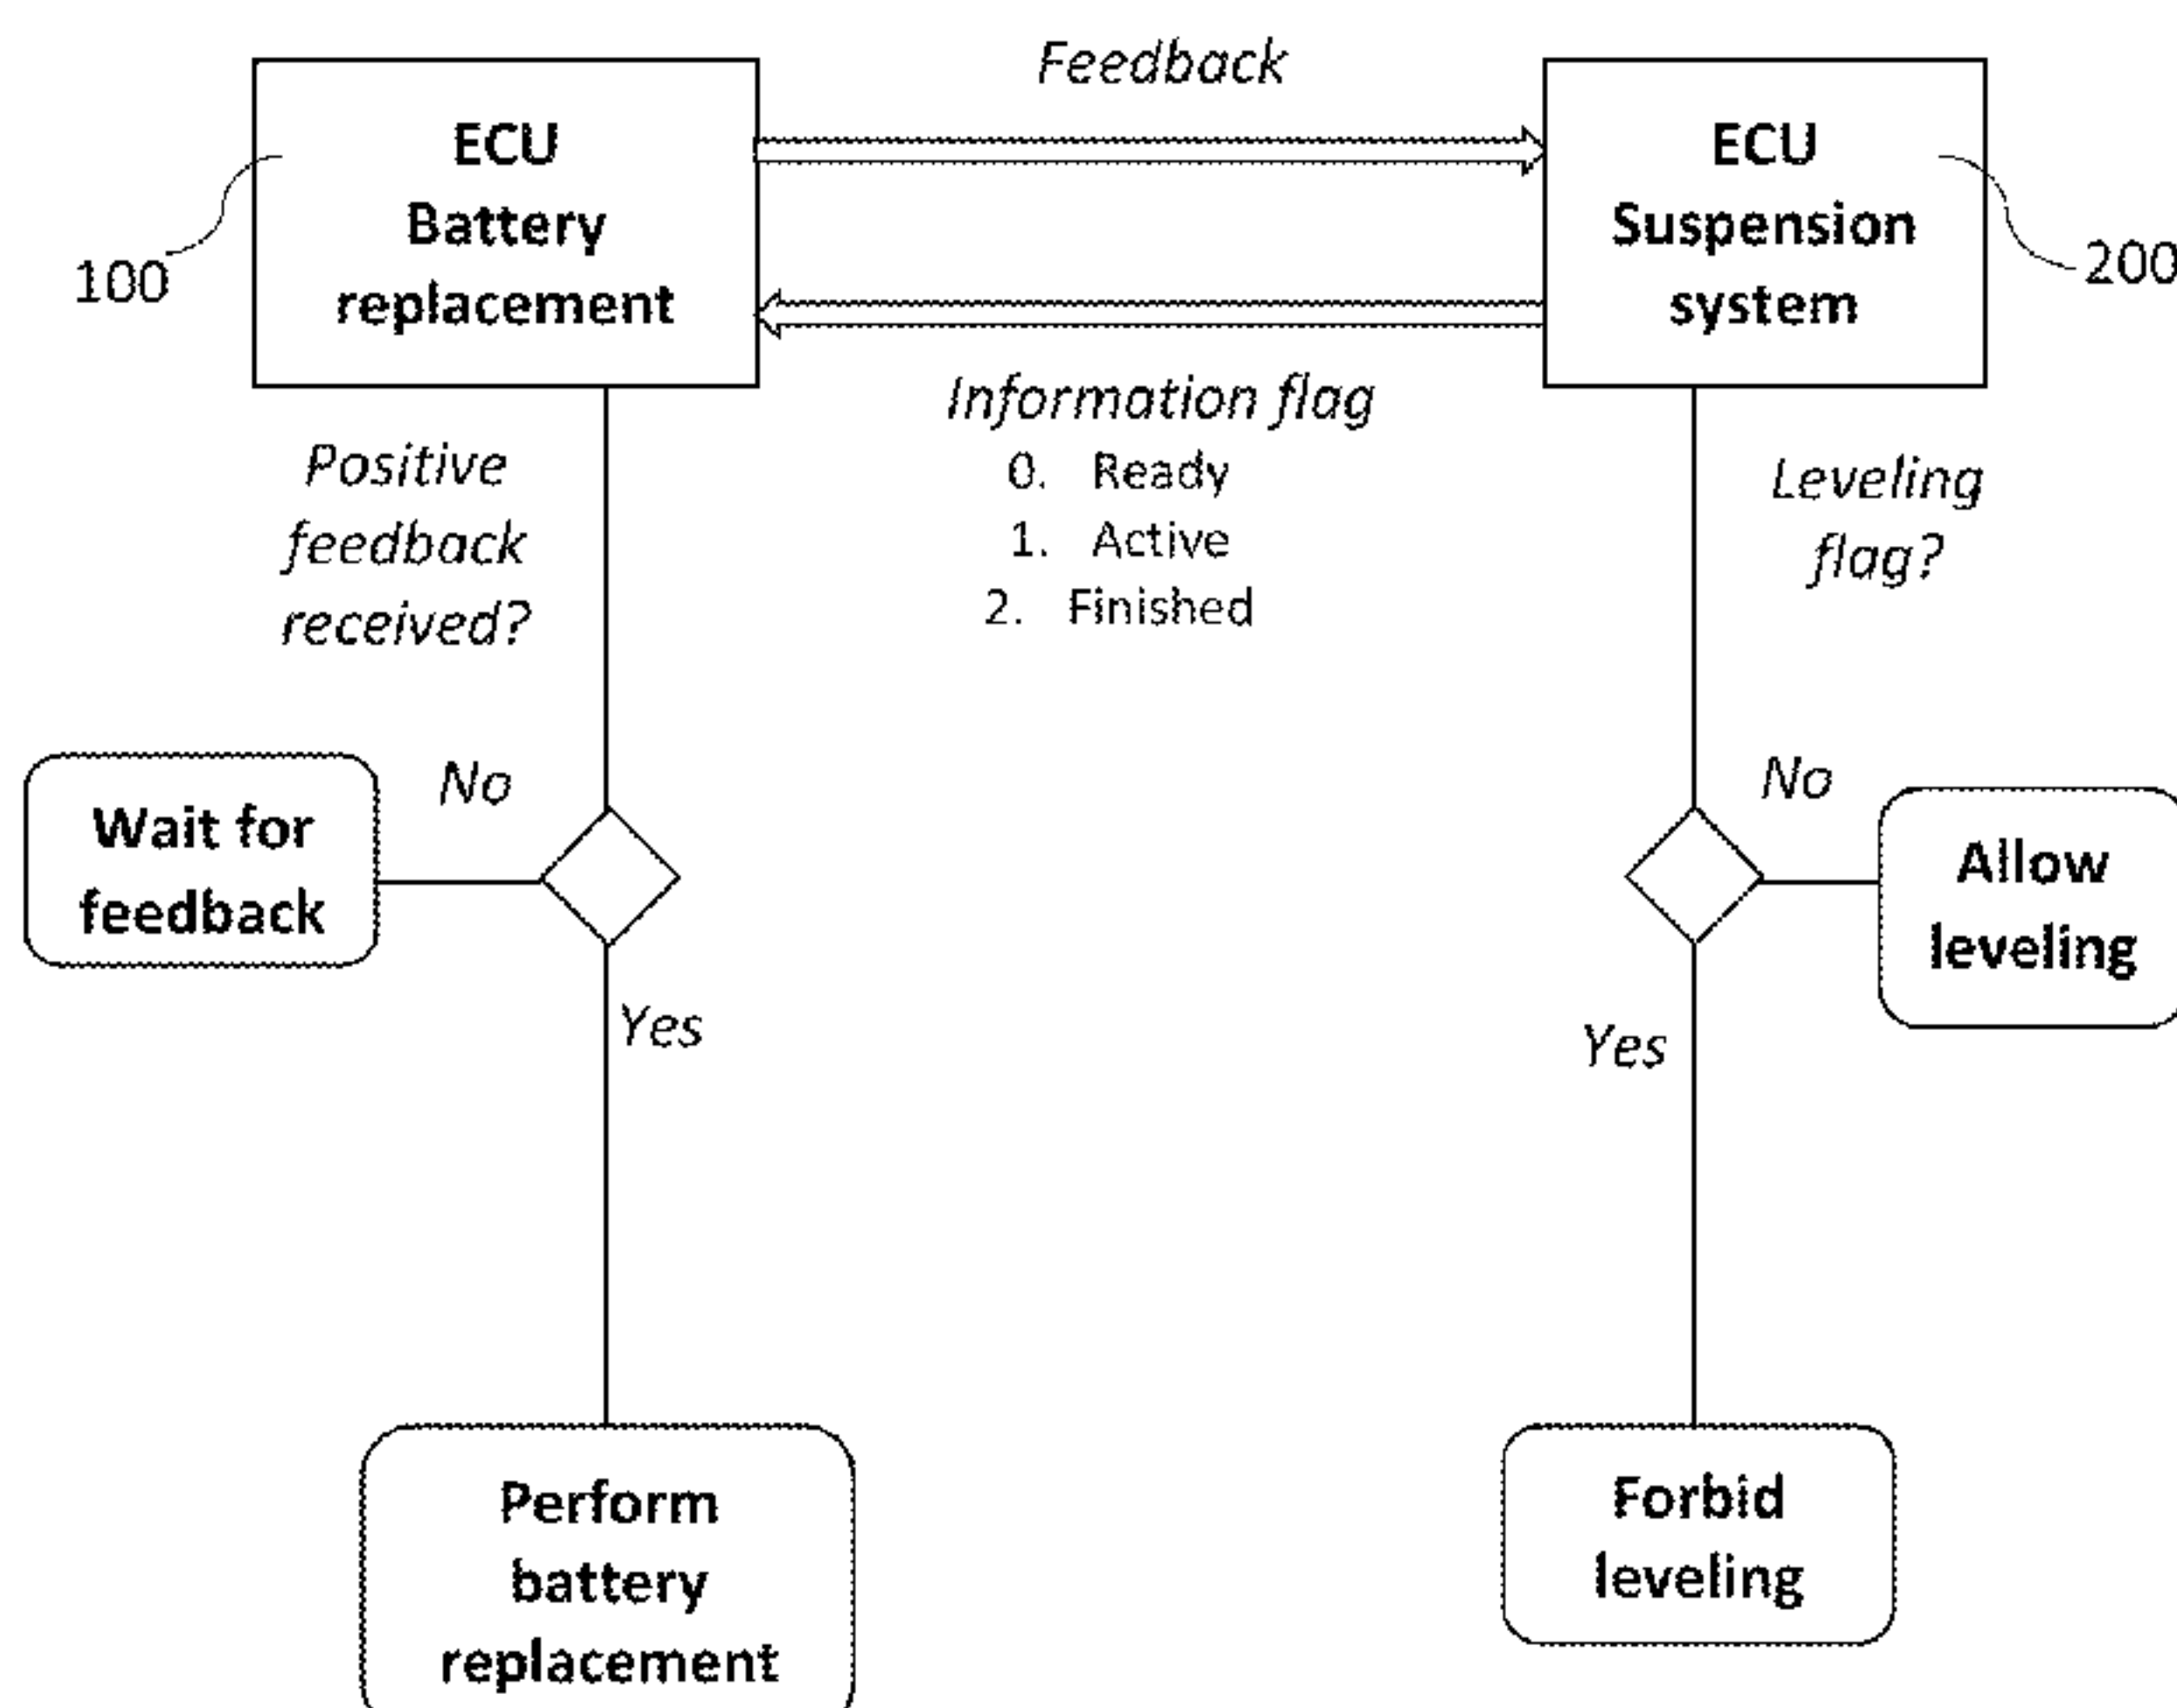 Feedback
ECU
Battery
replacement
100
ECU
Suspension
system
200
Information flag
0. Ready
1. Active
2. Finished
Positive
feedback
received?
Leveling
flag?
No
Wait for
feedback
No
Allow
leveling
Yes
Yes
Perform
battery
replacement
Forbid
leveling